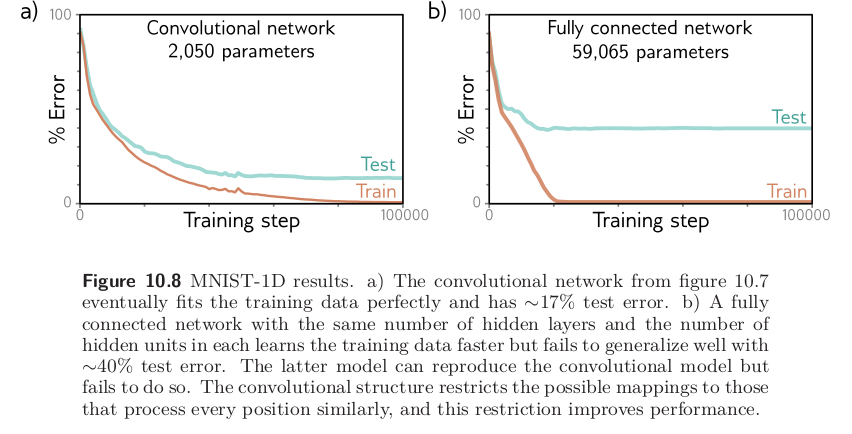 a)
100
Convolutional network
2,050 parameters
% Error
Test
Train
0
0
Training step
100000
b)
100
Fully connected network
59,065 parameters
% Error
Test
Train
0
0
Training step
100000
Figure 10.8 MNIST-1D results. a) The convolutional network from figure 10.7
eventually fits the training data perfectly and has ∼17% test error. b) A fully
connected network with the same number of hidden layers and the number of
hidden units in each learns the training data faster but fails to generalize well with
∼40% test error. The latter model can reproduce the convolutional model but
fails to do so. The convolutional structure restricts the possible mappings to those
that process every position similarly, and this restriction improves performance.